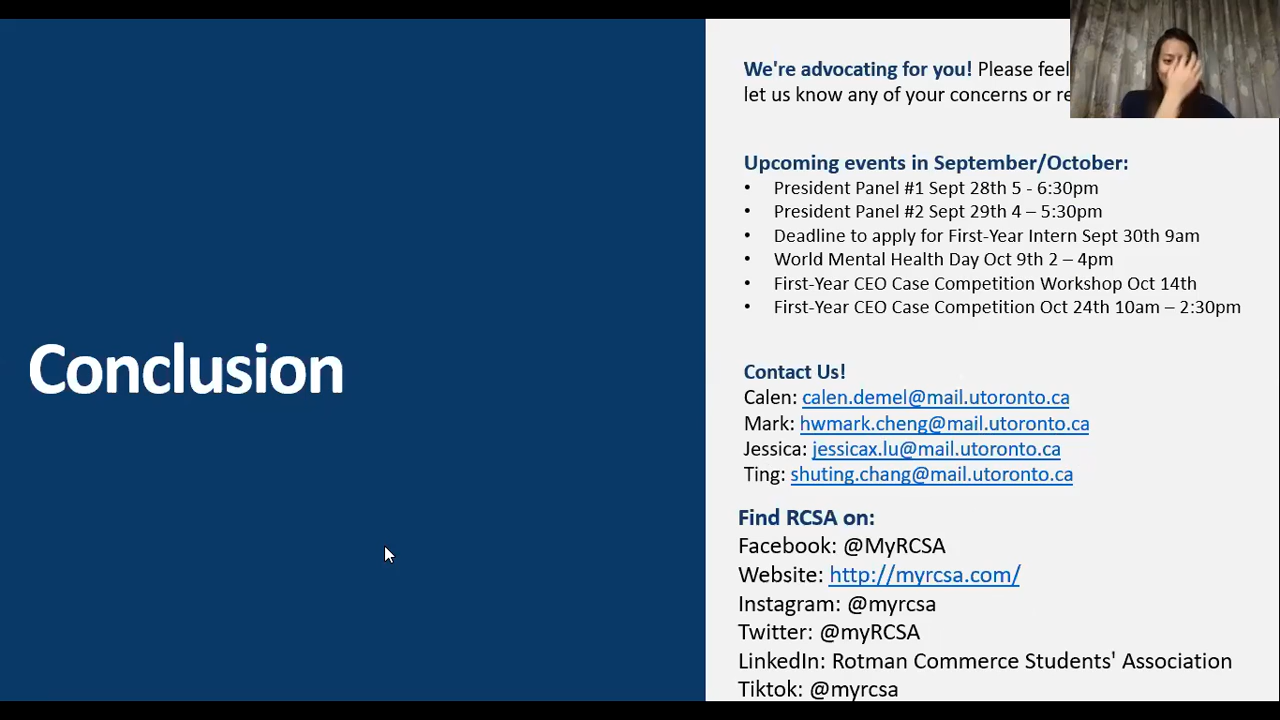 We're advocating for you! Please feel
let us know any of your concerns or
Upcoming events in September/October:
• President Panel #1 Sept 28th 5 - 6:30pm
• President Panel #2 Sept 29th 4 – 5:30pm
• Deadline to apply for First-Year Intern Sept 30th 9am
• World Mental Health Day Oct 9th 2 – 4pm
• First-Year CEO Case Competition Workshop Oct 14th
• First-Year CEO Case Competition Oct 24th 10am – 2:30pm
Conclusion
Contact Us!
Calen: calen.demel@mail.utoronto.ca
Mark: hwmark.cheng@mail.utoronto.ca
Jessica: jessicax.lu@mail.utoronto.ca
Ting: shuting.chang@mail.utoronto.ca
Find RCSA on:
Facebook: @MyRCSA
Website: http://myrcsa.com/
Instagram: @myrcsa
Twitter: @myRCSA
LinkedIn: Rotman Commerce Students' Association
Tiktok: @myrcsa